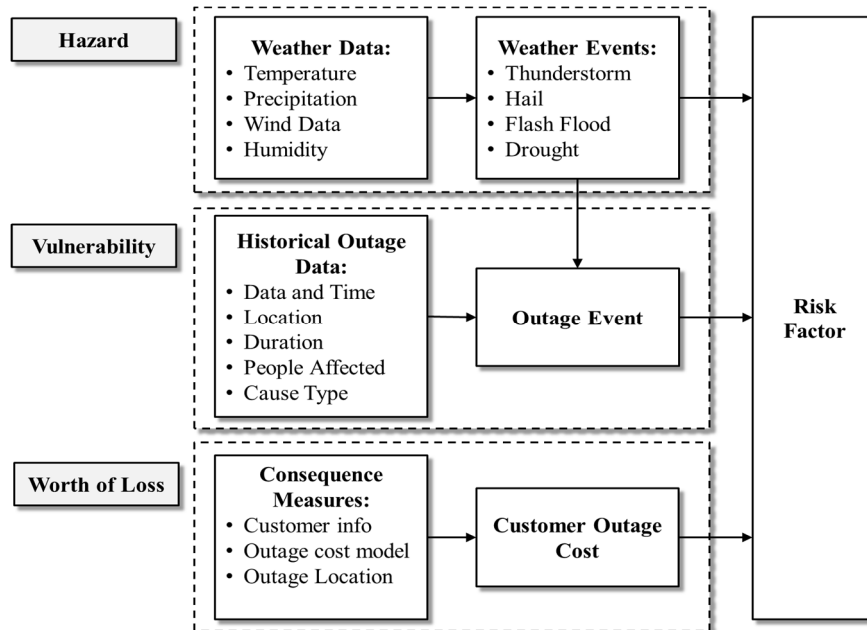 Hazard
Weather Data:
• Temperature
• Precipitation
• Wind Data
• Humidity
Weather Events:
• Thunderstorm
• Hail
• Flash Flood
• Drought
Vulnerability
Historical Outage
Data:
• Data and Time
• Location
• Duration
• People Affected
• Cause Type
Outage Event
Risk
Factor
Worth of Loss
Consequence
Measures:
• Customer info
• Outage cost model
• Outage Location
Customer Outage
Cost